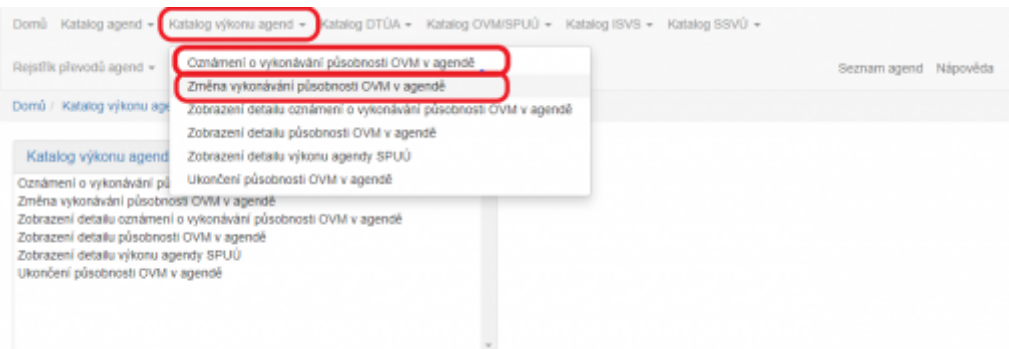 Domů Katalog agend Katalog výkonu agend Katalog DTÚA Katalog OVM/SPUÚ Katalog ISVS Katalog SSVÚ
Rejstřík převodů agend Seznam agend Nápověda
Oznámení o vykonávání působnosti OVM v agendě
Změna vykonávání působnosti OVM v agendě
Domů / Katalog výkonu age
Zobrazení detailu oznámení o vykonávání působnosti OVM v agendě
Zobrazení detailu působnosti OVM v agendě
Zobrazení detailu výkonu agendy SPUÚ
Ukončení působnosti OVM v agendě
Katalog výkonu agend
Oznámení o vykonávání pů
Změna vykonávání působnosti OVM v agendě
Zobrazení detailu oznámení o vykonávání působnosti OVM v agendě
Zobrazení detailu působnosti OVM v agendě
Zobrazení detailu výkonu agendy SPUÚ
Ukončení působnosti OVM v agendě